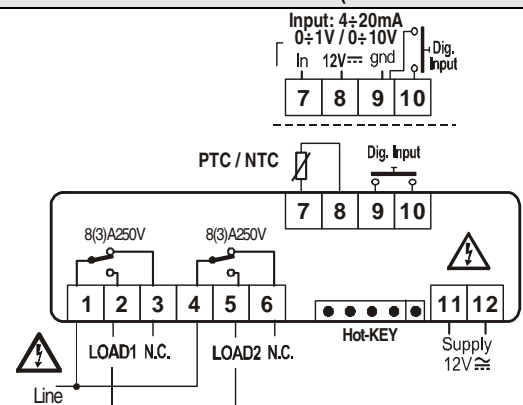 Input: 4÷20mA
0÷1V / 0÷10V
In 12V⎓ gnd
Dig. Input
7 8 9 10
PTC / NTC
Dig. Input
7 8 9 10
8(3)A250V 8(3)A250V
1 2 3 4 5 6
11 12
LOAD1 N.C. LOAD2 N.C.
Hot-KEY
Supply
12V≂
Line